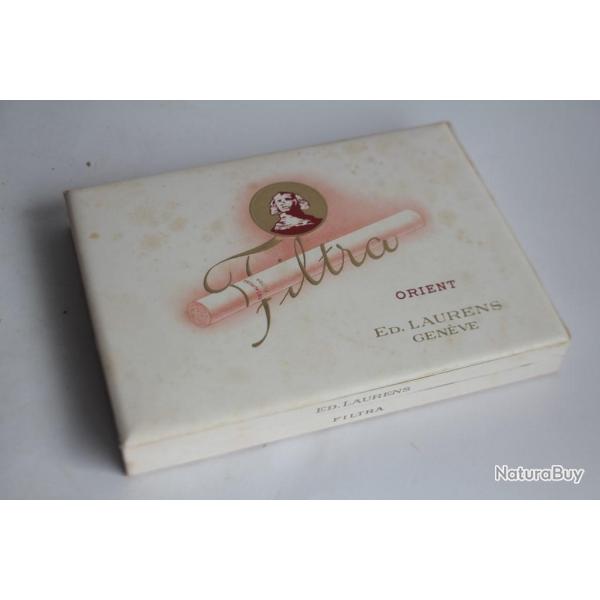 Filtra
ORIENT
ED. LAURENS
GENÈVE
ED. LAURENS
FILTRA
NaturaBuy